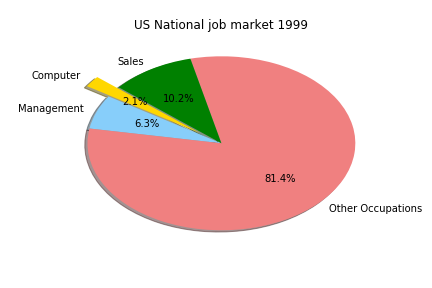 US National job market 1999
Sales
Computer
10.2%
2.1%
Management
6.3%
81.4%
Other Occupations